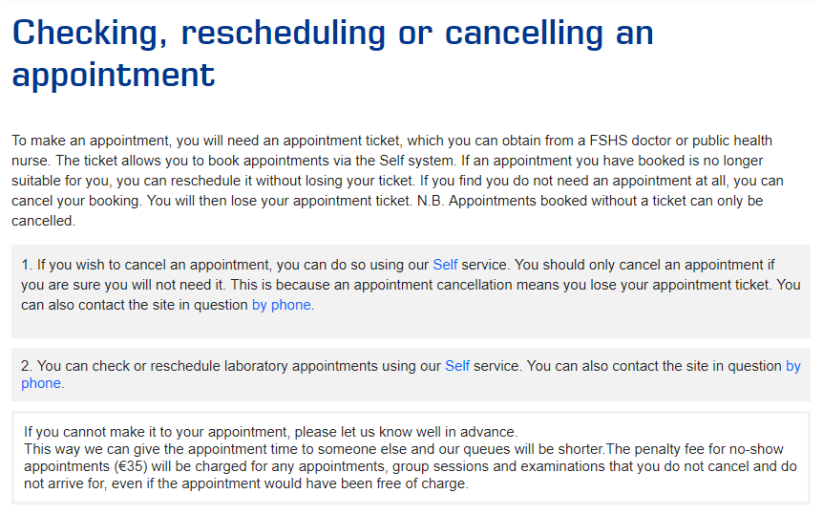 Checking, rescheduling or cancelling an
appointment
To make an appointment, you will need an appointment ticket, which you can obtain from a FSHS doctor or public health
nurse. The ticket allows you to book appointments via the Self system. If an appointment you have booked is no longer
suitable for you, you can reschedule it without losing your ticket. If you find you do not need an appointment at all, you can
cancel your booking. You will then lose your appointment ticket. N.B. Appointments booked without a ticket can only be
cancelled.
1. If you wish to cancel an appointment, you can do so using our Self service. You should only cancel an appointment if
you are sure you will not need it. This is because an appointment cancellation means you lose your appointment ticket. You
can also contact the site in question by phone.
2. You can check or reschedule laboratory appointments using our Self service. You can also contact the site in question by
phone.
If you cannot make it to your appointment, please let us know well in advance.
This way we can give the appointment time to someone else and our queues will be shorter.The penalty fee for no-show
appointments (€35) will be charged for any appointments, group sessions and examinations that you do not cancel and do
not arrive for, even if the appointment would have been free of charge.